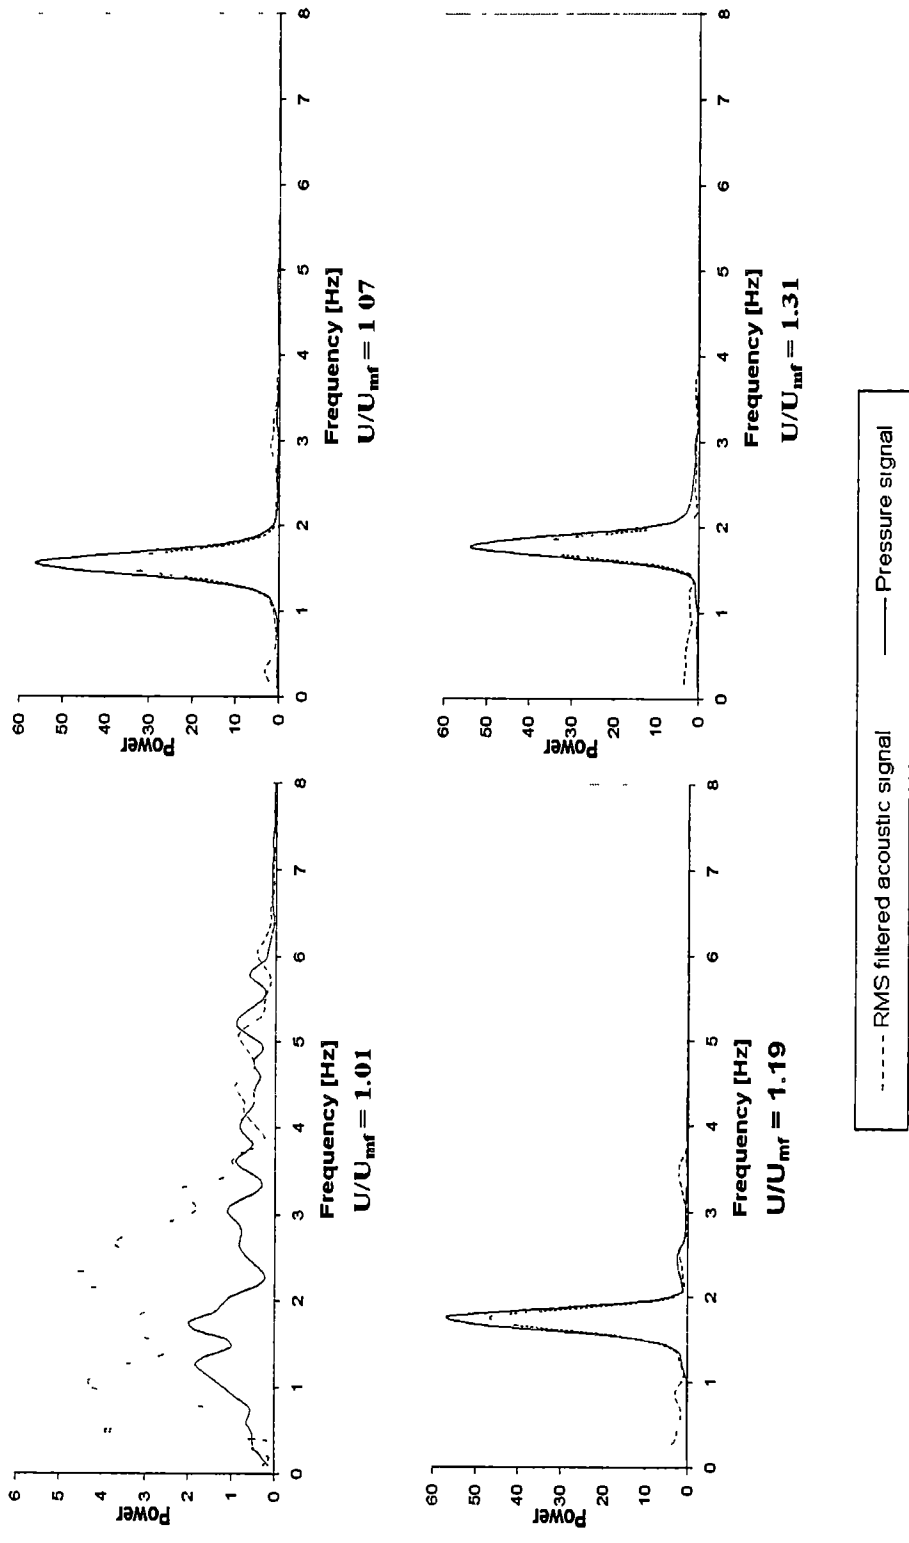 6
5
4
3
2
1
0
Power
0 1 2 3 4 5 6 7 8
Frequency [Hz]
U/Umf = 1.01
60
50
40
30
20
10
0
Power
0 1 2 3 4 5 6 7 8
Frequency [Hz]
U/Umf = 1 07
60
50
40
30
20
10
0
Power
0 1 2 3 4 5 6 7 8
Frequency [Hz]
U/Umf = 1.19
60
50
40
30
20
10
0
Power
0 1 2 3 4 5 6 7 8
Frequency [Hz]
U/Umf = 1.31
RMS filtered acoustic signal
Pressure signal